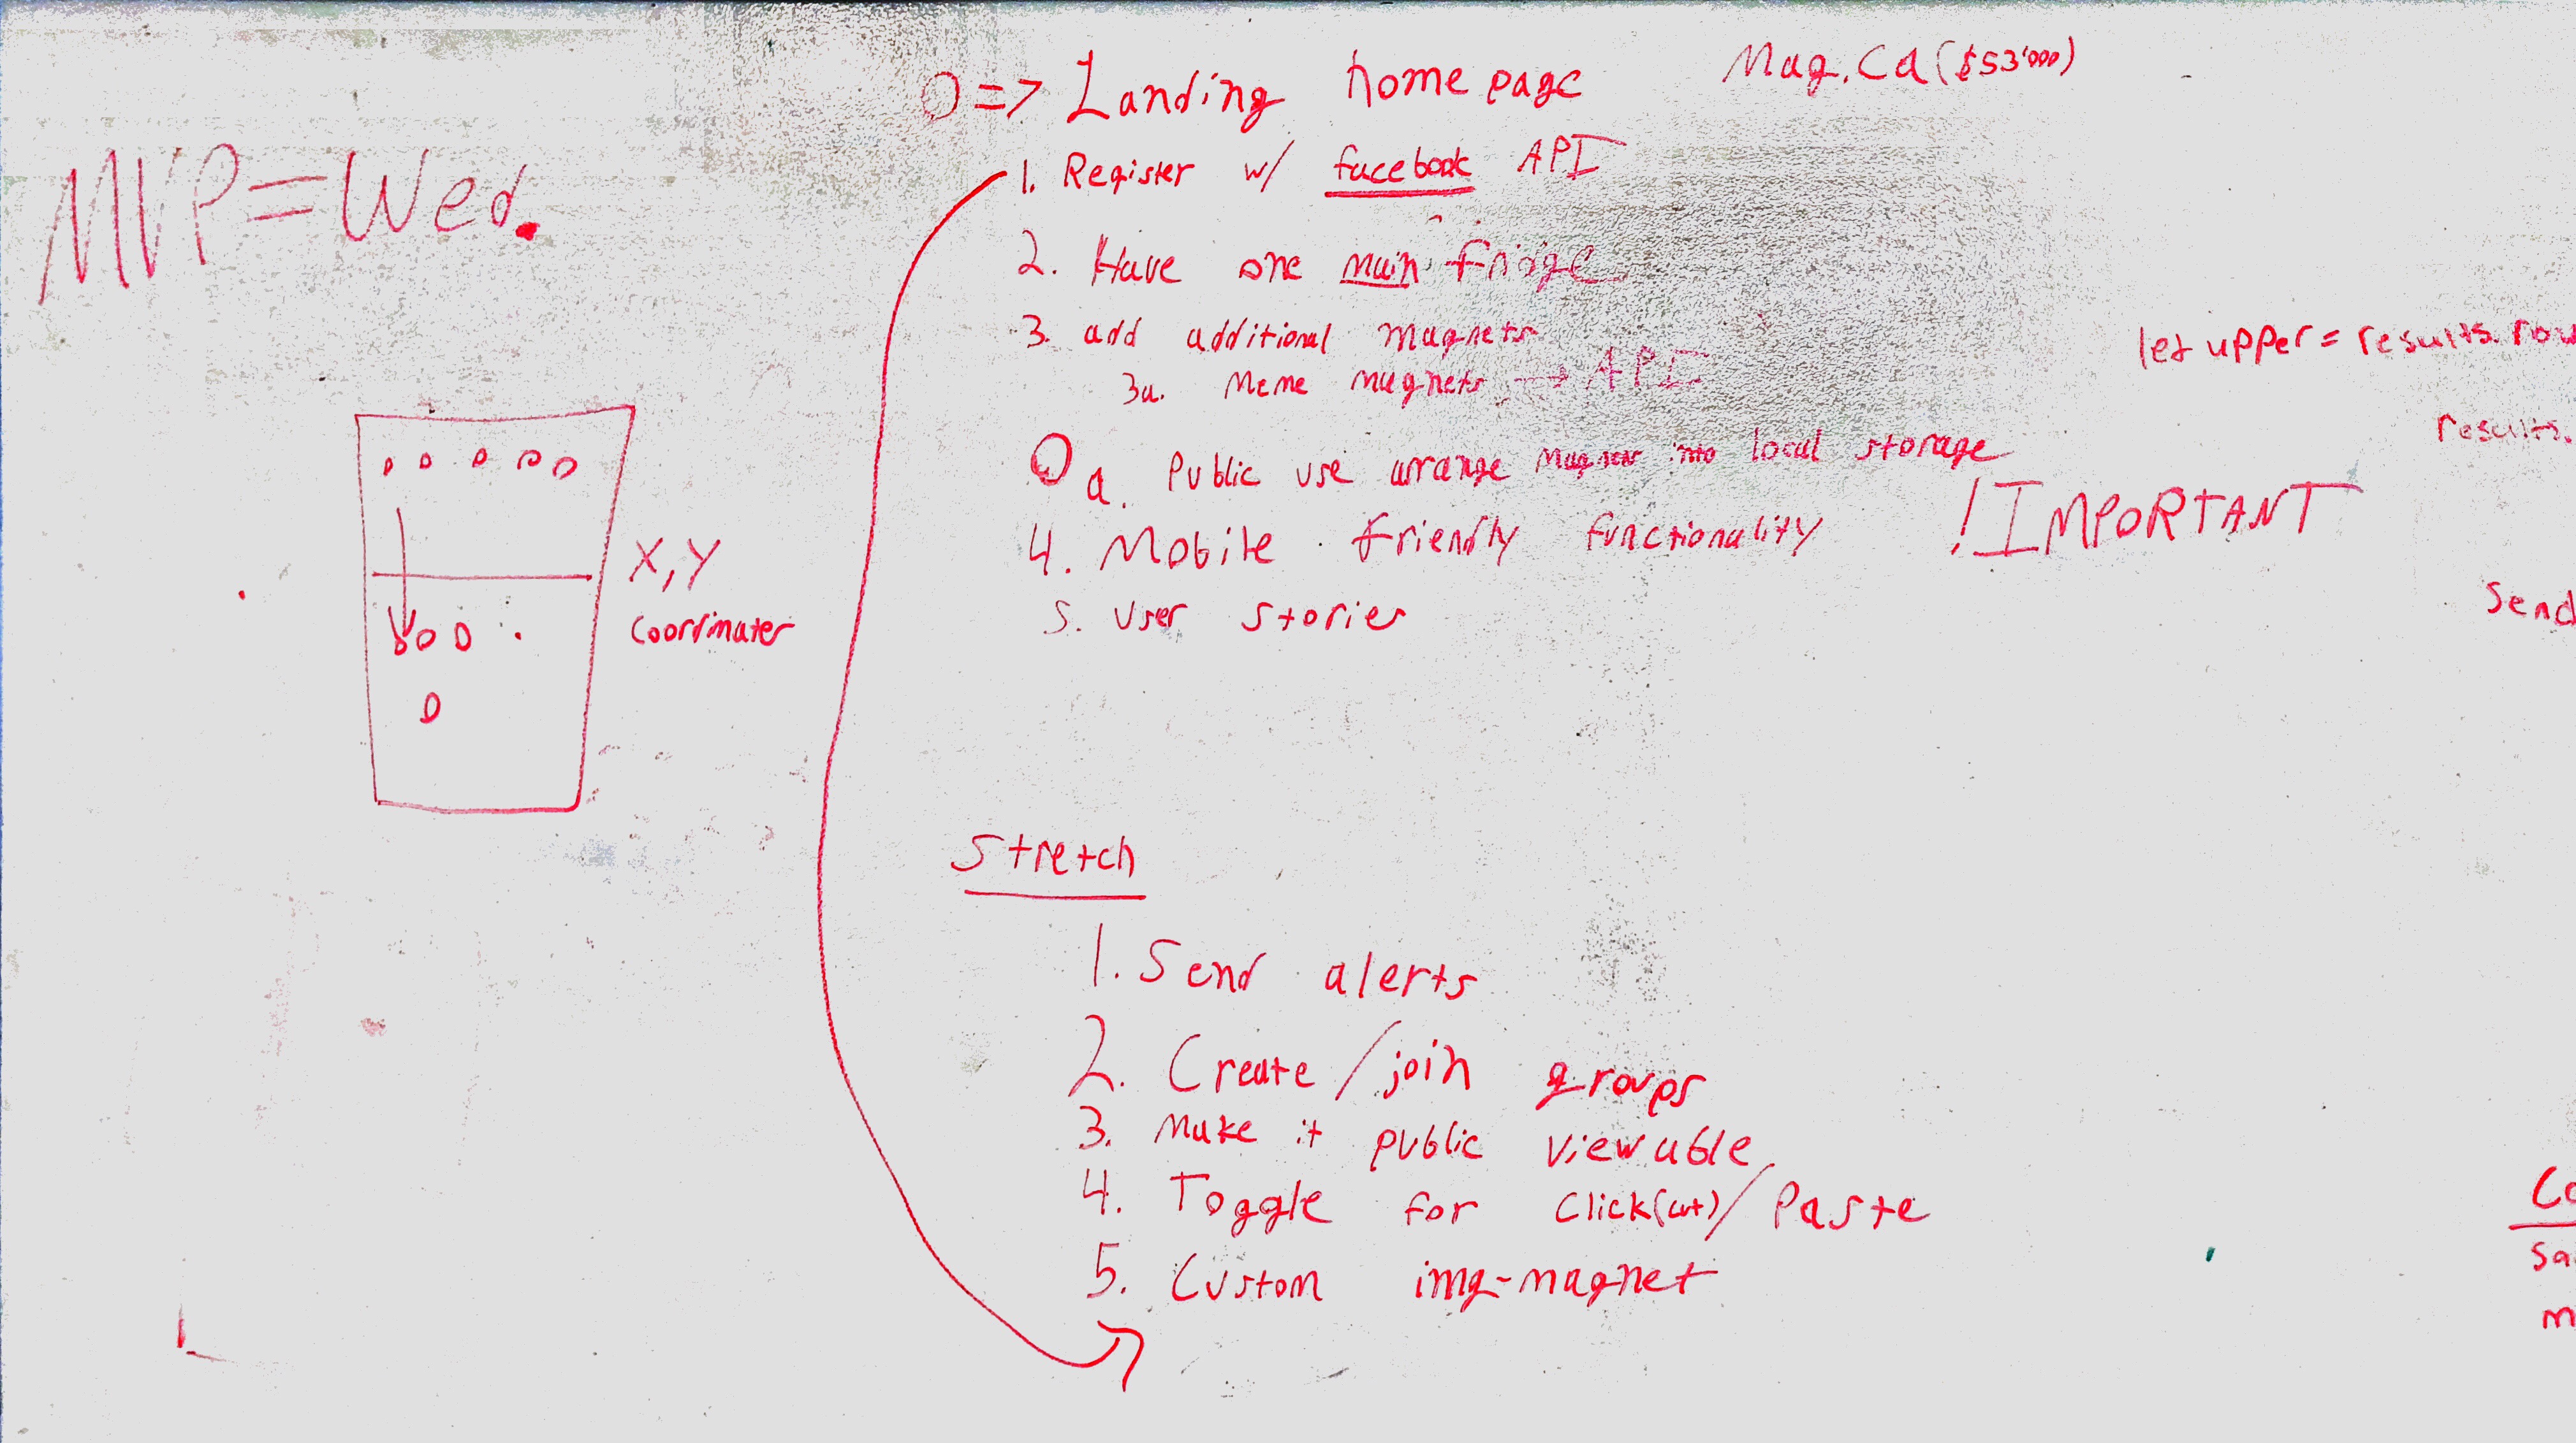 0 => Landing home page
Mag.Ca ($53'000)
MVP = Wed.
1. Register w/ facebook API
2. Have one main fridge
3. add additional magnets
3a. Meme magnets → API
let upper = results.row
results.
0a. Public use arrange magnets into local storage
4. Mobile friendly functionality !IMPORTANT
X,Y
Coordinates
5. User stories
Send
Stretch
1. Send alerts
2. Create/join groups
3. Make it public viewable
4. Toggle for Click(cut)/Paste
5. Custom img-magnet
Co
Sa
m